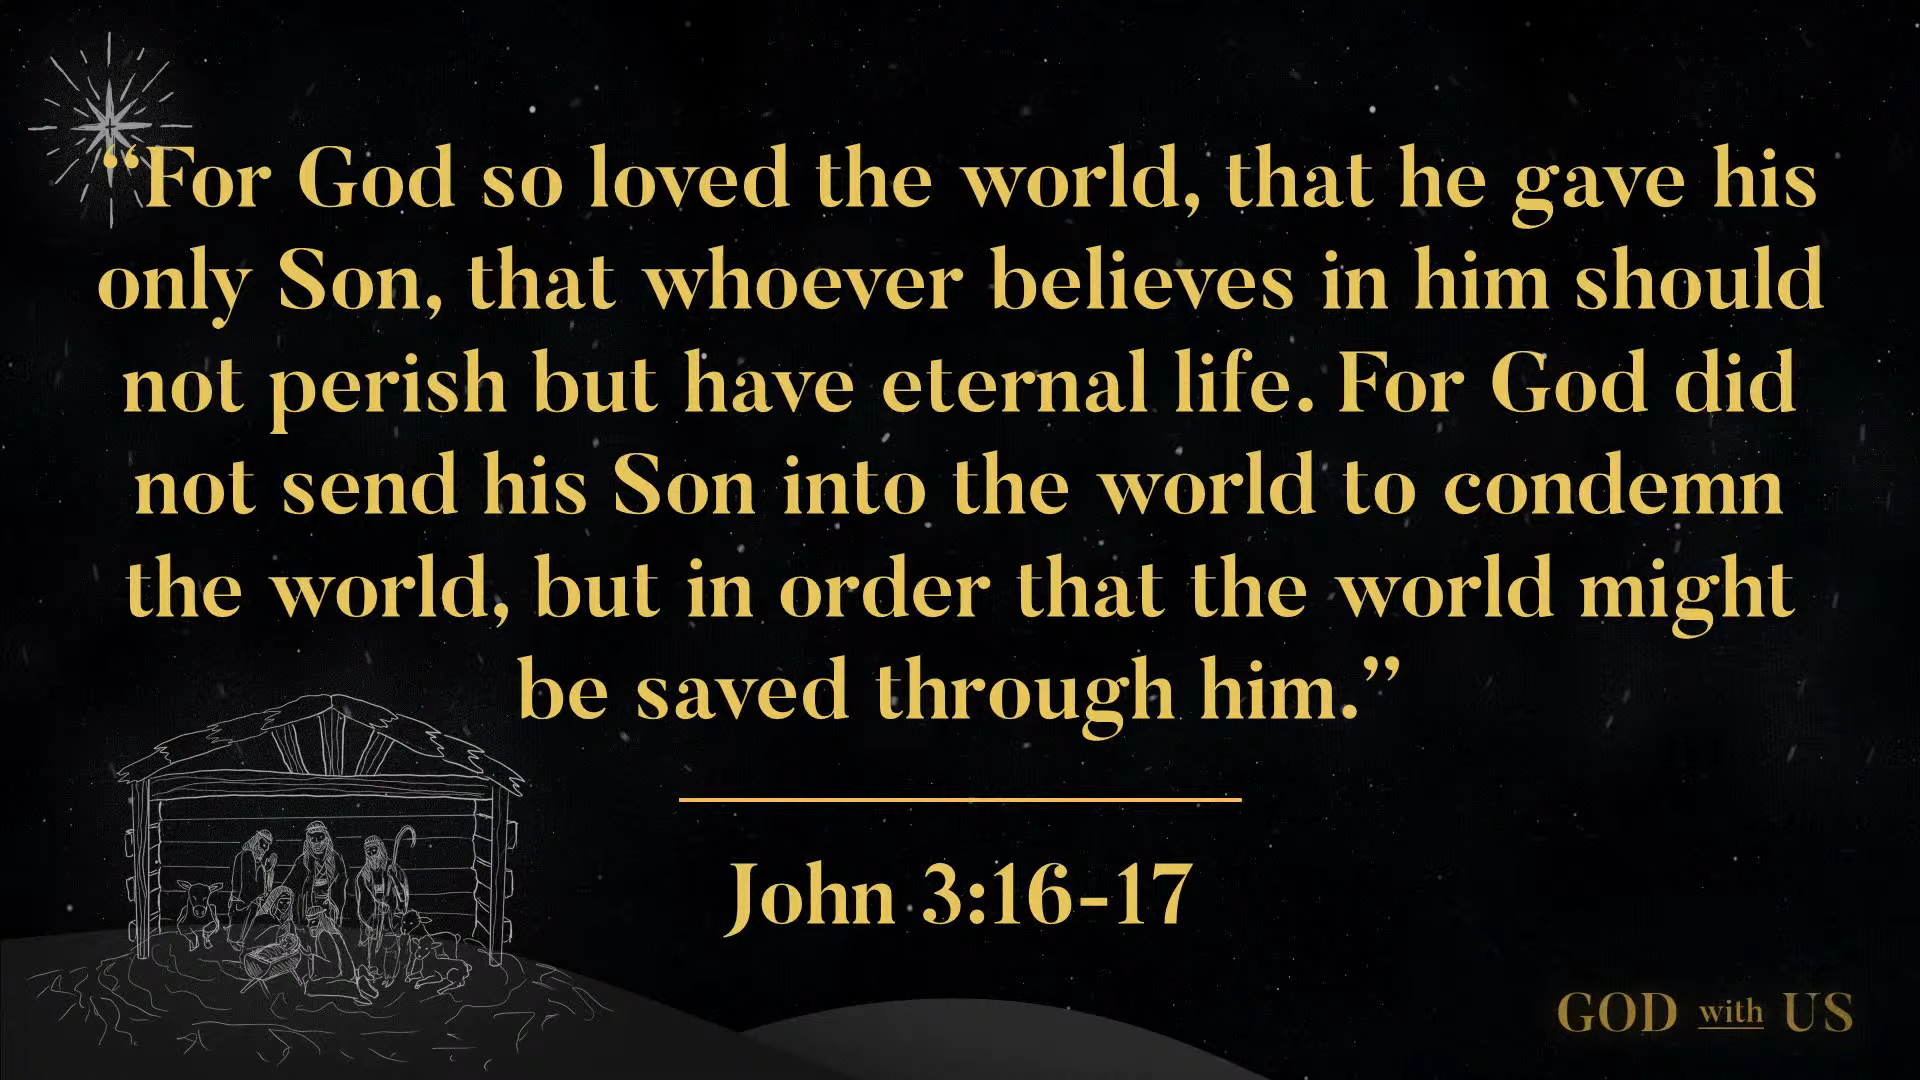 “For God so loved the world, that he gave his
only Son, that whoever believes in him should
not perish but have eternal life. For God did
not send his Son into the world to condemn
the world, but in order that the world might
be saved through him.”
John 3:16-17
GOD with US